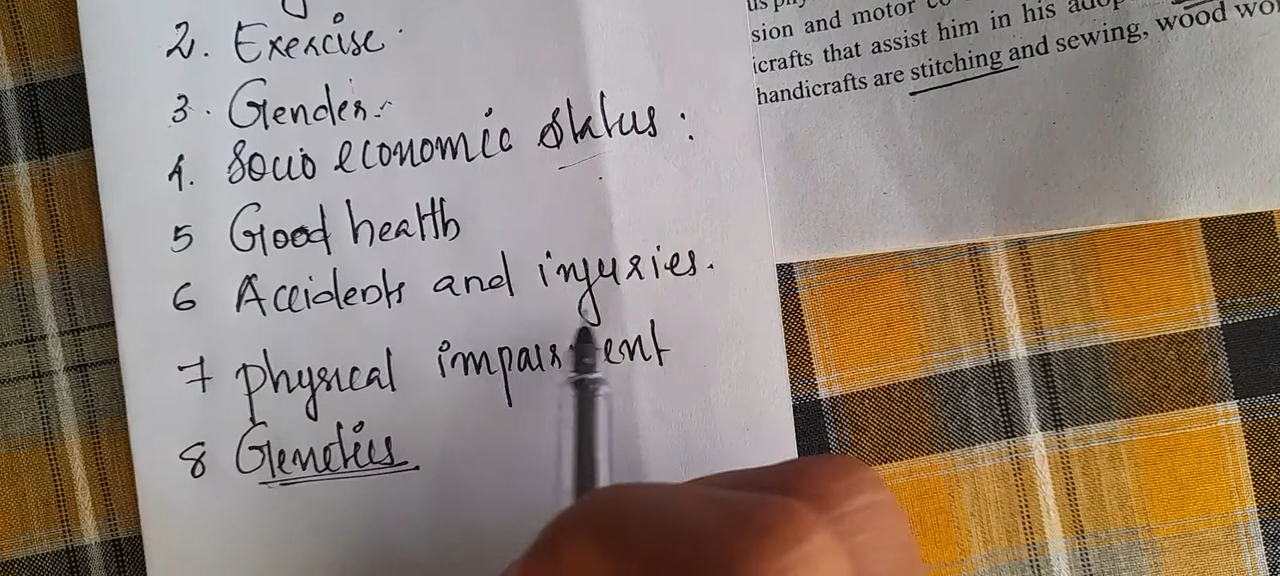 2. Exercise.
3. Gender:
4. Socio economic status:
5 Good health
6 Accidents and injuries.
7 physical
8 Genetics
sion and motor
icrafts that assist him in his
handicrafts are stitching and sewing, wood